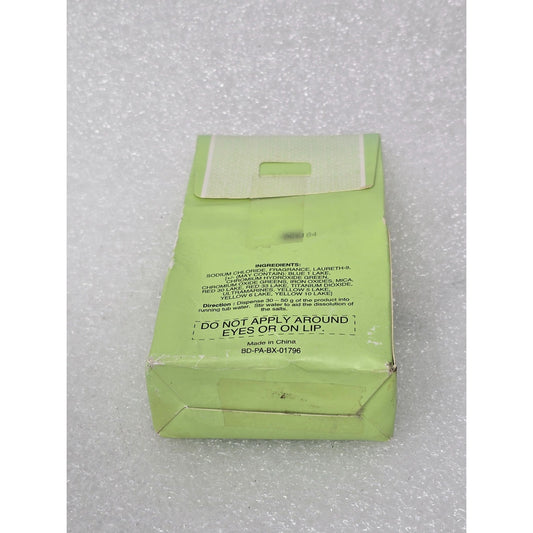 INGREDIENTS:
SODIUM CHLORIDE, FRAGRANCE, LAURETH-9,
(+/- (MAY CONTAIN): BLUE 1 LAKE,
CHROMIUM HYDROXIDE GREEN,
CHROMIUM OXIDE GREENS, IRON OXIDES, MICA,
RED 30 LAKE, RED 33 LAKE, TITANIUM DIOXIDE,
ULTRAMARINES, YELLOW 5 LAKE,
YELLOW 6 LAKE, YELLOW 10 LAKE)
Direction : Dispense 30 – 50 g of the product into
running tub water. Stir water to aid the dissolution of
the salts.
DO NOT APPLY AROUND
EYES OR ON LIP.
Made in China
BD-PA-BX-01796